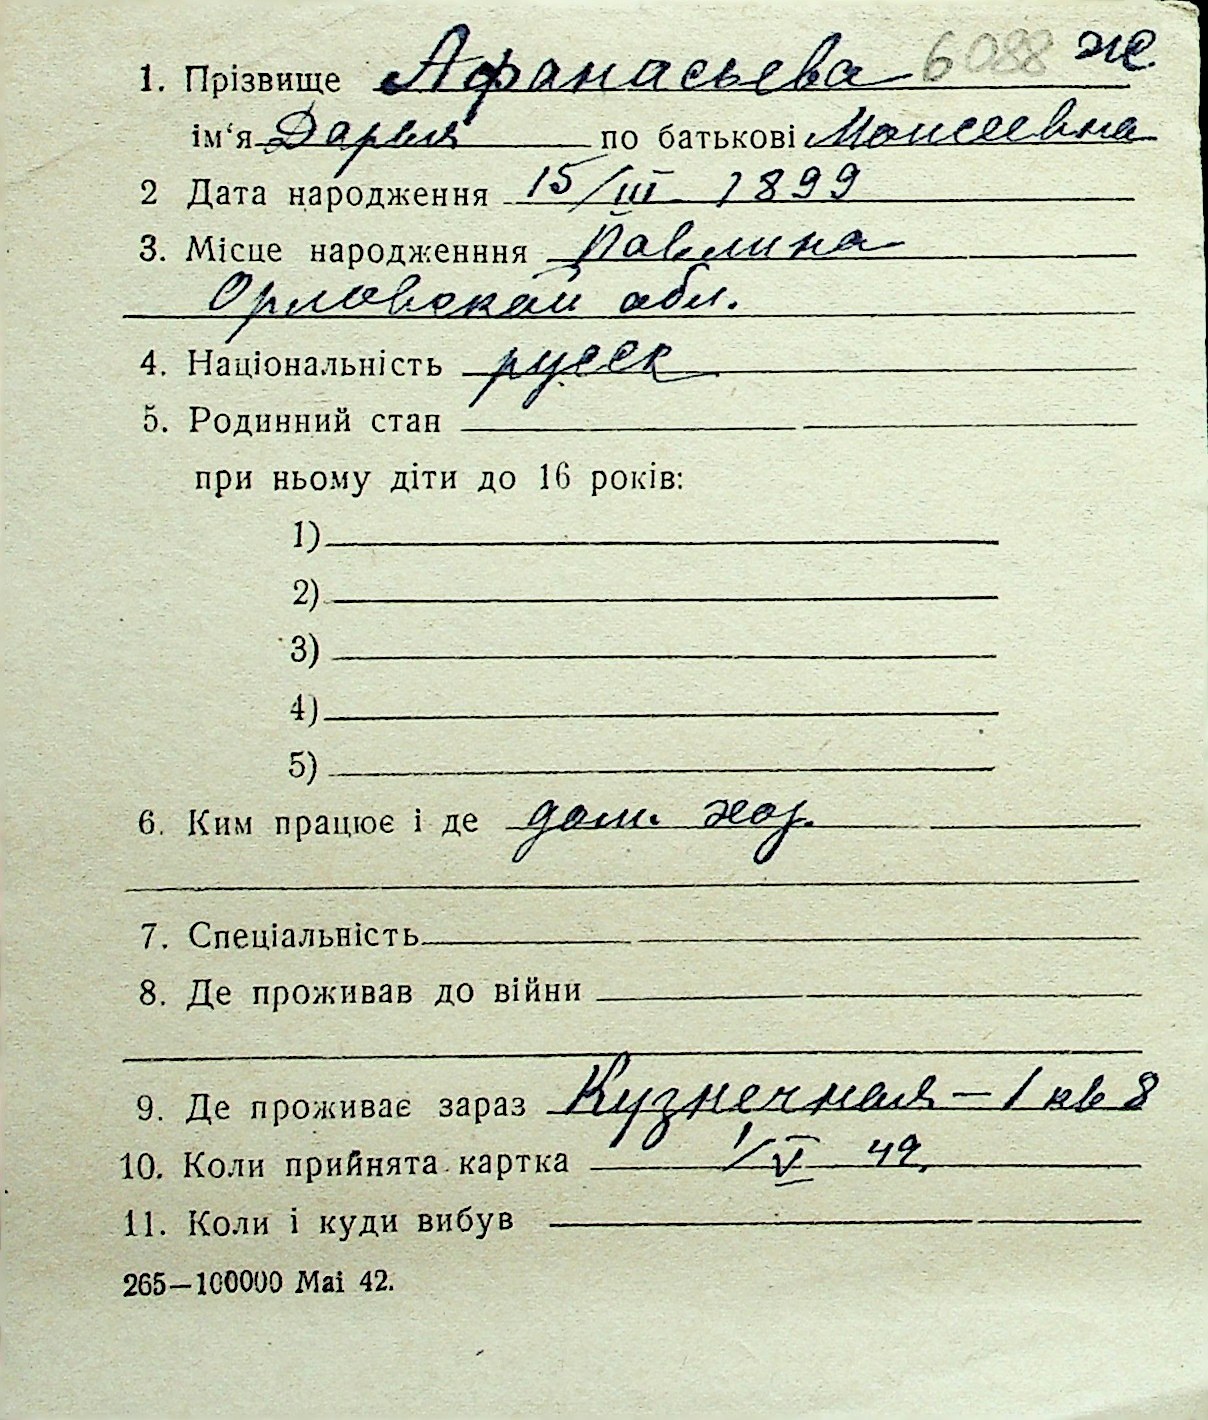 1. Прізвище Афанасьева 6088 ж.
ім‘я Дарья по батькові Моисеевна
2 Дата народження 15/III 1899
3. Місце народженння Павлина
Орловской обл.
4. Національність русск
5. Родинний стан
при ньому діти до 16 років:
1)
2)
3)
4)
5)
6. Ким працює і де дом. хоз.
7. Спеціальність
8. Де проживав до війни
9. Де проживає зараз Кузнечная – 1 кв 8
10. Коли прийнята картка 1/V 42.
11. Коли і куди вибув
265—100000 Mai 42.